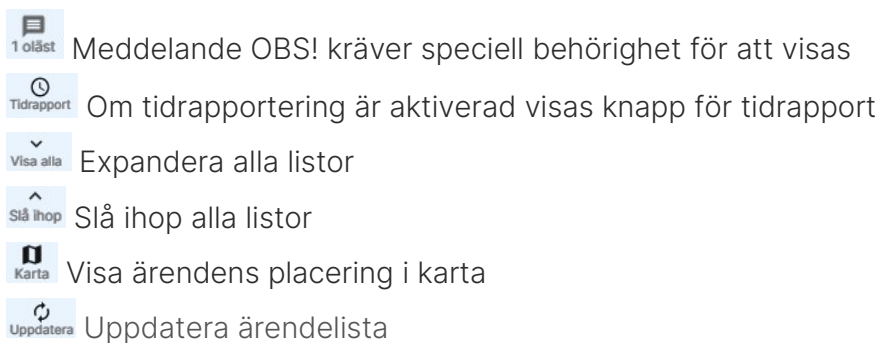 1 oläst Meddelande OBS! kräver speciell behörighet för att visas
Tidrapport Om tidrapportering är aktiverad visas knapp för tidrapport
Visa alla Expandera alla listor
Slå ihop Slå ihop alla listor
Karta Visa ärendens placering i karta
Uppdatera Uppdatera ärendelista